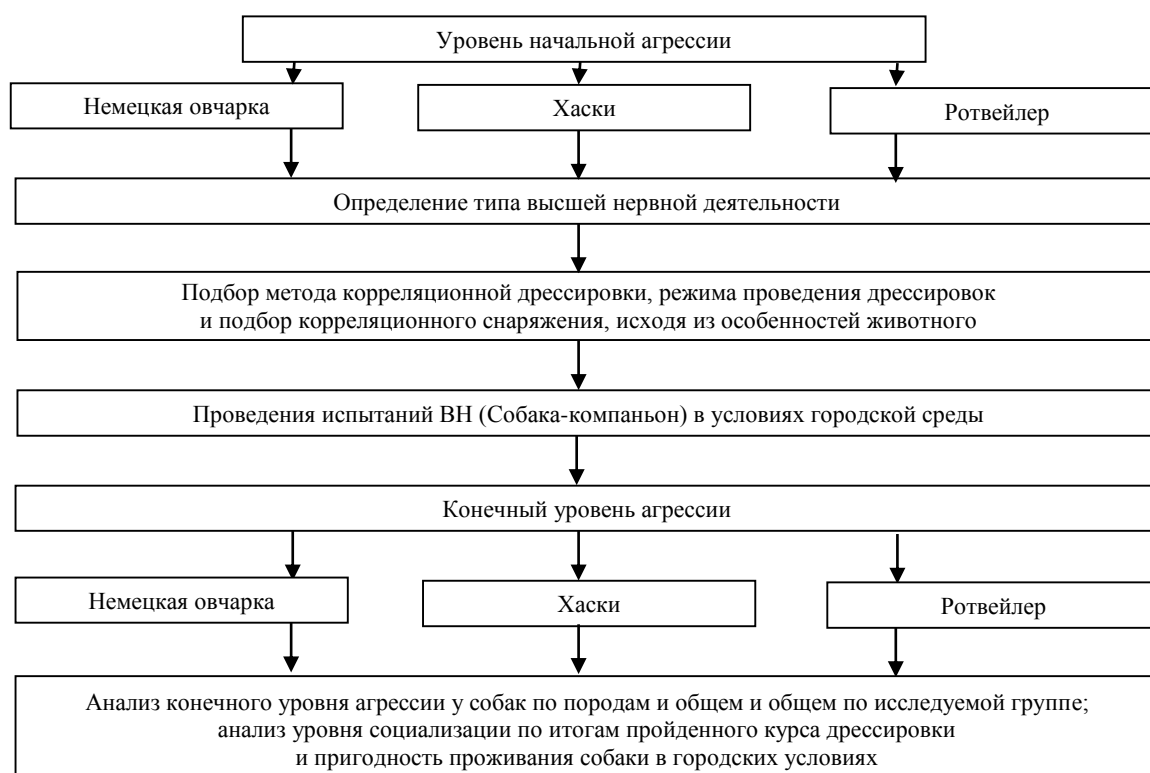 Уровень начальной агрессии
Немецкая овчарка
Хаски
Ротвейлер
Определение типа высшей нервной деятельности
Подбор метода корреляционной дрессировки, режима проведения дрессировок
и подбор корреляционного снаряжения, исходя из особенностей животного
Проведения испытаний ВН (Собака-компаньон) в условиях городской среды
Конечный уровень агрессии
Немецкая овчарка
Хаски
Ротвейлер
Анализ конечного уровня агрессии у собак по породам и общем и общем по исследуемой группе;
анализ уровня социализации по итогам пройденного курса дрессировки
и пригодность проживания собаки в городских условиях